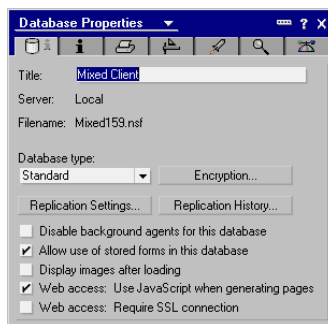 Database Properties ? X
i i
Title: Mixed Client
Server: Local
Filename: Mixed159.nsf
Database type:
Standard Encryption...
Replication Settings... Replication History...
Disable background agents for this database
Allow use of stored forms in this database
Display images after loading
Web access: Use JavaScript when generating pages
Web access: Require SSL connection